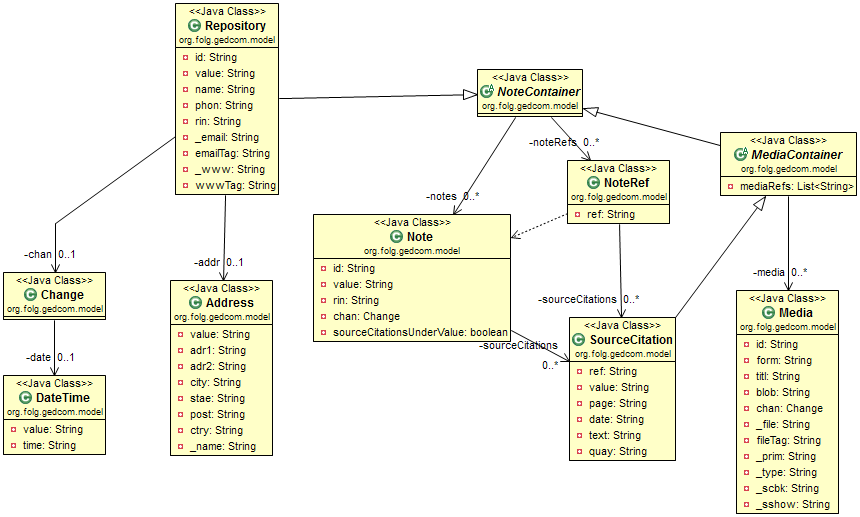 <<Java Class>>
Repository
org.folg.gedcom.model
id: String
value: String
name: String
phon: String
rin: String
_email: String
emailTag: String
_www: String
wwwTag: String
<<Java Class>>
NoteContainer
org.folg.gedcom.model
<<Java Class>>
MediaContainer
org.folg.gedcom.model
mediaRefs: List<String>
-noteRefs 0..*
<<Java Class>>
NoteRef
org.folg.gedcom.model
ref: String
-notes 0..*
<<Java Class>>
Note
org.folg.gedcom.model
id: String
value: String
rin: String
chan: Change
sourceCitationsUnderValue: boolean
-chan 0..1
<<Java Class>>
Change
org.folg.gedcom.model
-addr 0..1
<<Java Class>>
Address
org.folg.gedcom.model
value: String
adr1: String
adr2: String
city: String
stae: String
post: String
ctry: String
_name: String
-date 0..1
<<Java Class>>
DateTime
org.folg.gedcom.model
value: String
time: String
-sourceCitations 0..*
-sourceCitations
0..*
<<Java Class>>
SourceCitation
org.folg.gedcom.model
ref: String
value: String
page: String
date: String
text: String
quay: String
-media 0..*
<<Java Class>>
Media
org.folg.gedcom.model
id: String
form: String
titl: String
blob: String
chan: Change
_file: String
fileTag: String
_prim: String
_type: String
_scbk: String
_sshow: String